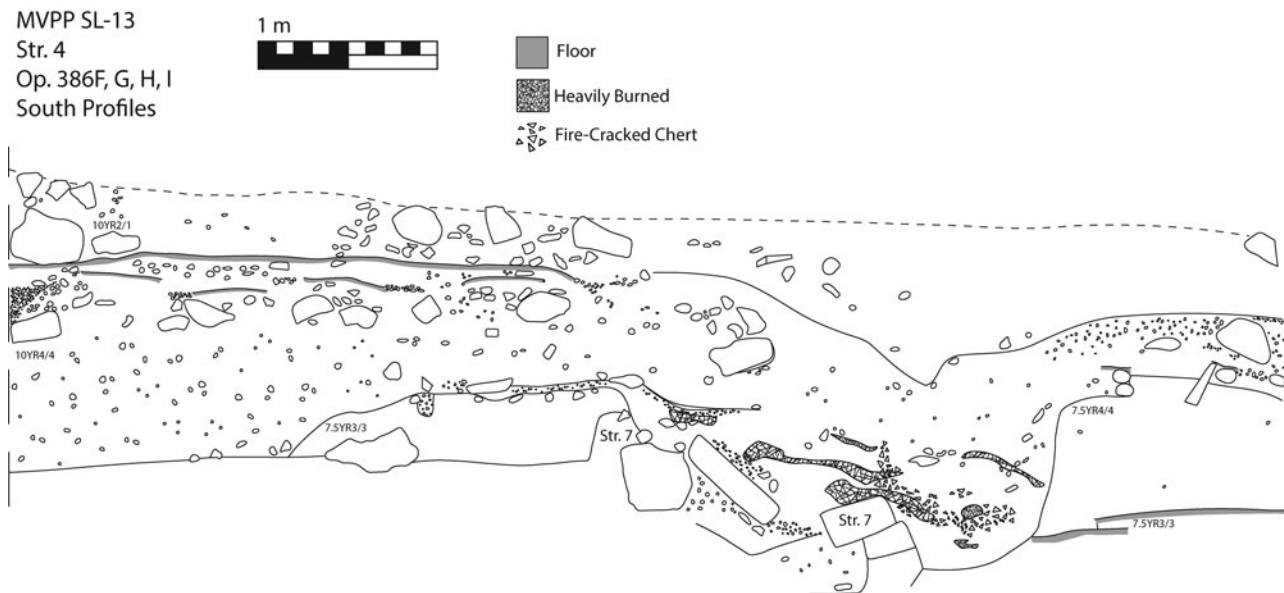 MVPP SL-13
Str. 4
Op. 386F, G, H, I
South Profiles
1 m
Floor
Heavily Burned
Fire-Cracked Chert
10YR2/1
10YR4/4
7.5YR3/3
Str. 7
Str. 7
7.5YR4/4
7.5YR3/3